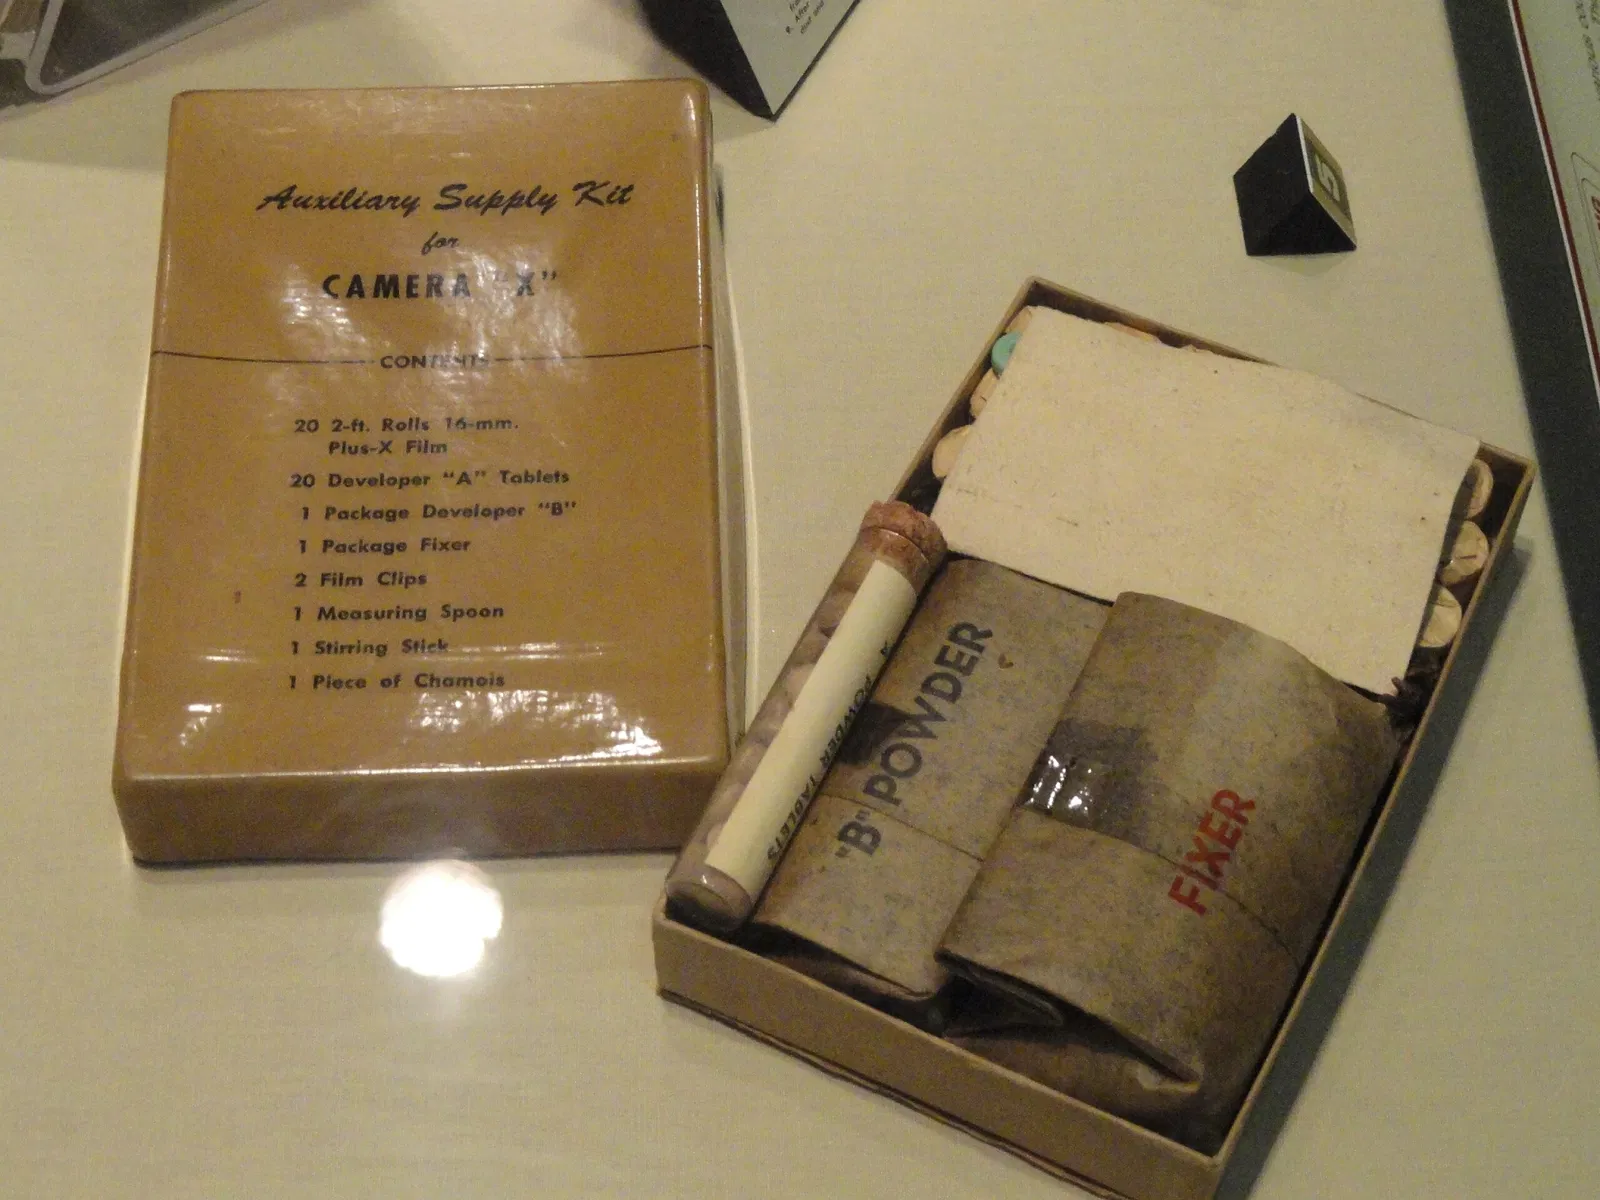 Auxiliary Supply Kit
for
CAMERA "X"
CONTENTS
20 2-ft. Rolls 16-mm.
Plus-X Film
20 Developer "A" Tablets
1 Package Developer "B"
1 Package Fixer
2 Film Clips
1 Measuring Spoon
1 Stirring Stick
1 Piece of Chamois
POWDER TABLETS
"B" POWDER
FIXER
5
After